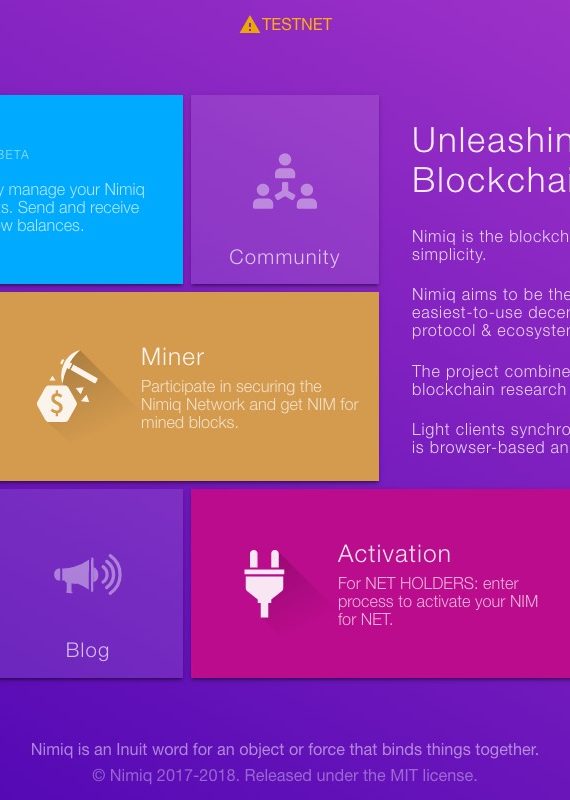 TESTNET
BETA
manage your Nimiq
Send and receive
balances.
Community
Unleashin
Blockchai
Nimiq is the blockch
simplicity.
Nimiq aims to be the
easiest-to-use decen
protocol & ecosystem
The project combine
blockchain research
Light clients synchro
is browser-based an
Miner
Participate in securing the
Nimiq Network and get NIM for
mined blocks.
Blog
Activation
For NET HOLDERS: enter
process to activate your NIM
for NET.
Nimiq is an Inuit word for an object or force that binds things together.
© Nimiq 2017-2018. Released under the MIT license.